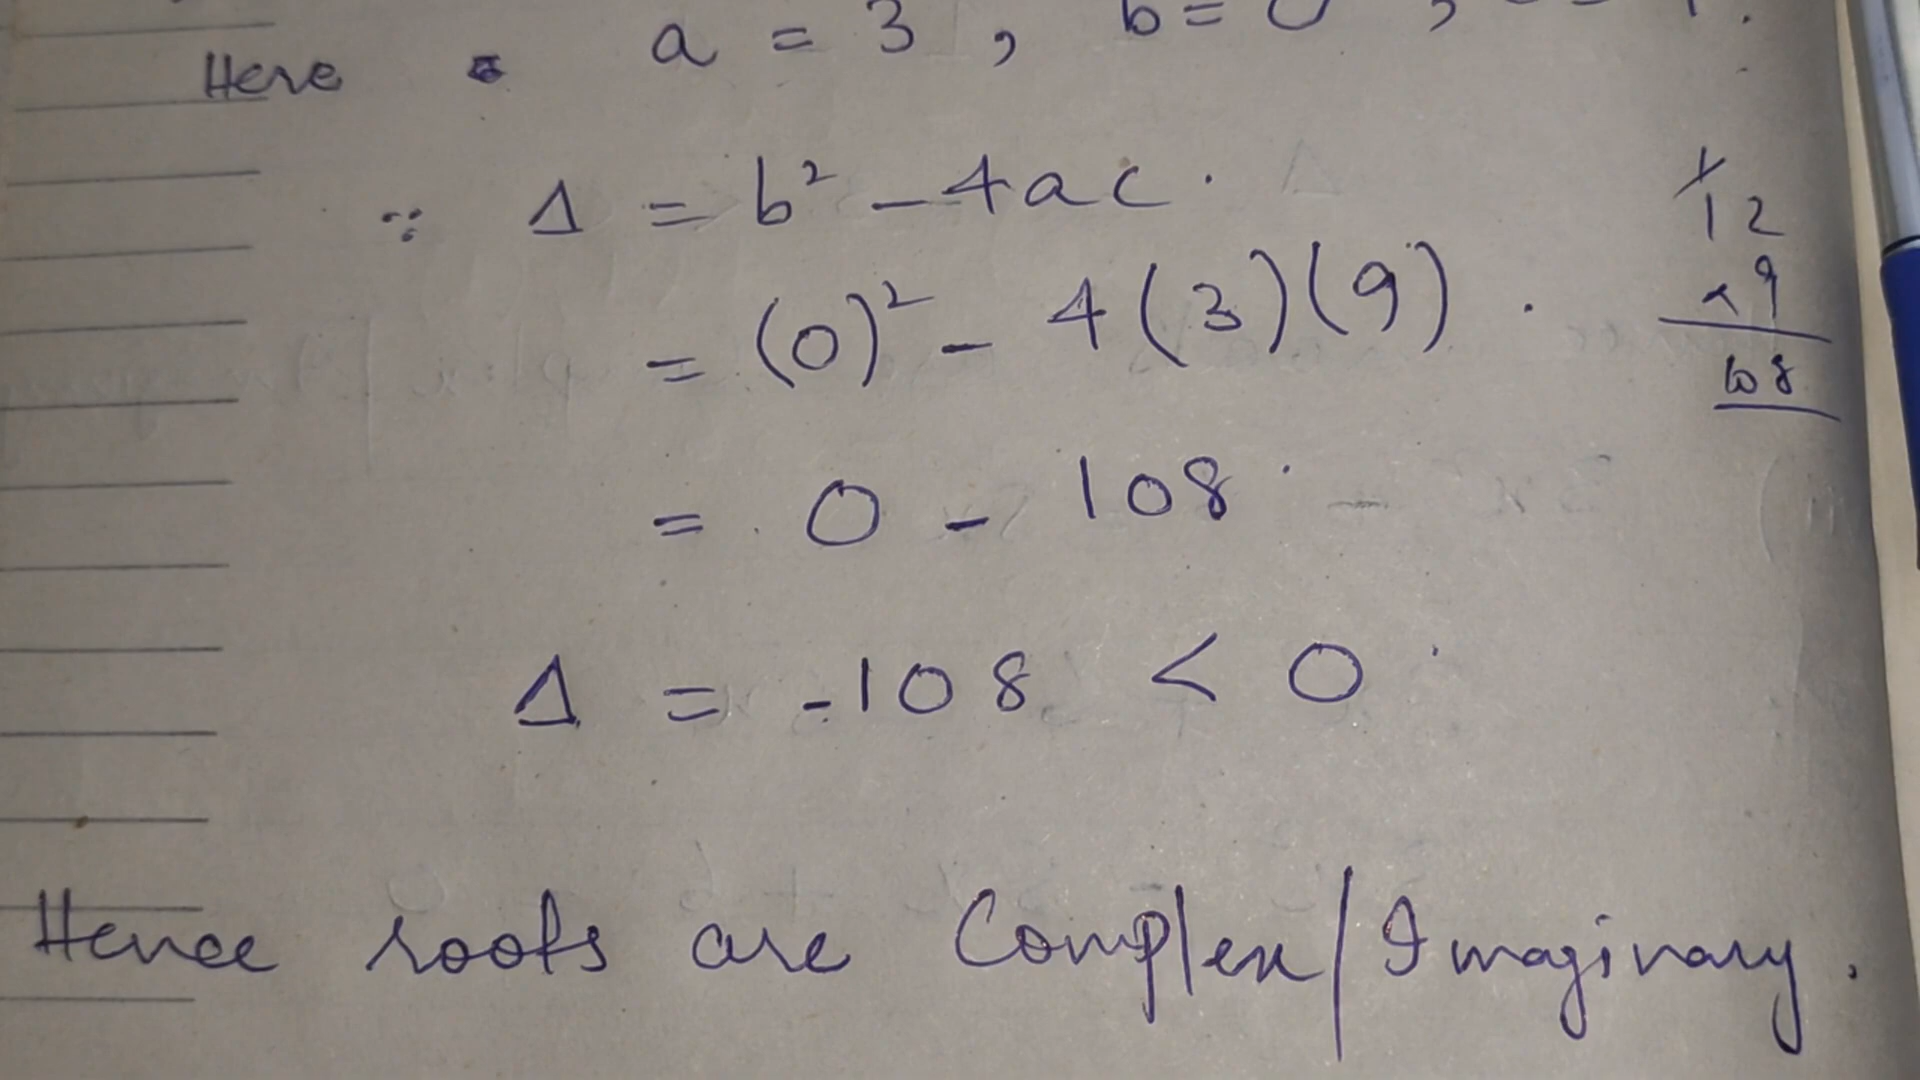 Here a = 3 , b = 0 ,
∵ Δ = b² - 4ac.
= (0)² - 4(3)(9).
12
×9
108
= 0 - 108
Δ = -108 < 0
Hence roots are Complex/Imaginary.